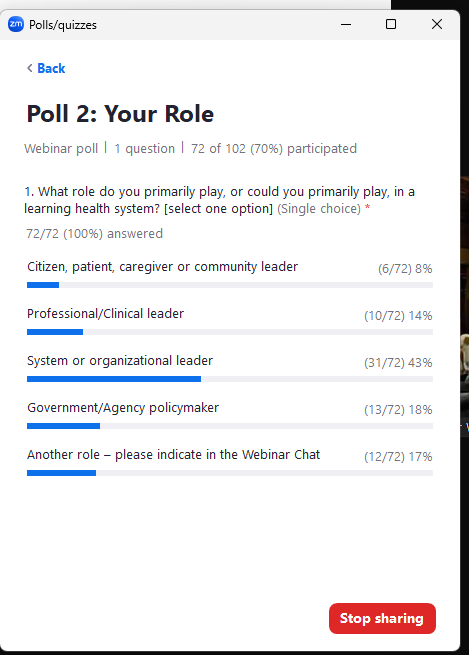 zm Polls/quizzes
Back
Poll 2: Your Role
Webinar poll | 1 question | 72 of 102 (70%) participated
1. What role do you primarily play, or could you primarily play, in a
learning health system? [select one option] (Single choice) *
72/72 (100%) answered
Citizen, patient, caregiver or community leader (6/72) 8%
Professional/Clinical leader (10/72) 14%
System or organizational leader (31/72) 43%
Government/Agency policymaker (13/72) 18%
Another role – please indicate in the Webinar Chat (12/72) 17%
Stop sharing